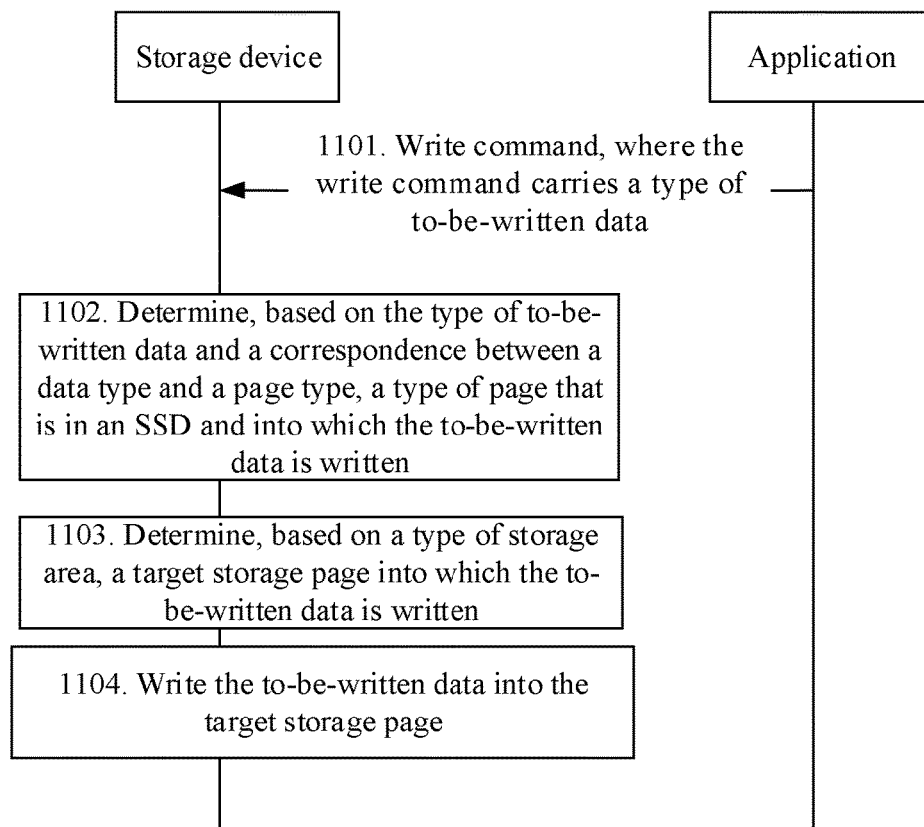 Storage device
Application
1101. Write command, where the
write command carries a type of
to-be-written data
1102. Determine, based on the type of to-be-
written data and a correspondence between a
data type and a page type, a type of page that
is in an SSD and into which the to-be-written
data is written
1103. Determine, based on a type of storage
area, a target storage page into which the to-
be-written data is written
1104. Write the to-be-written data into the
target storage page